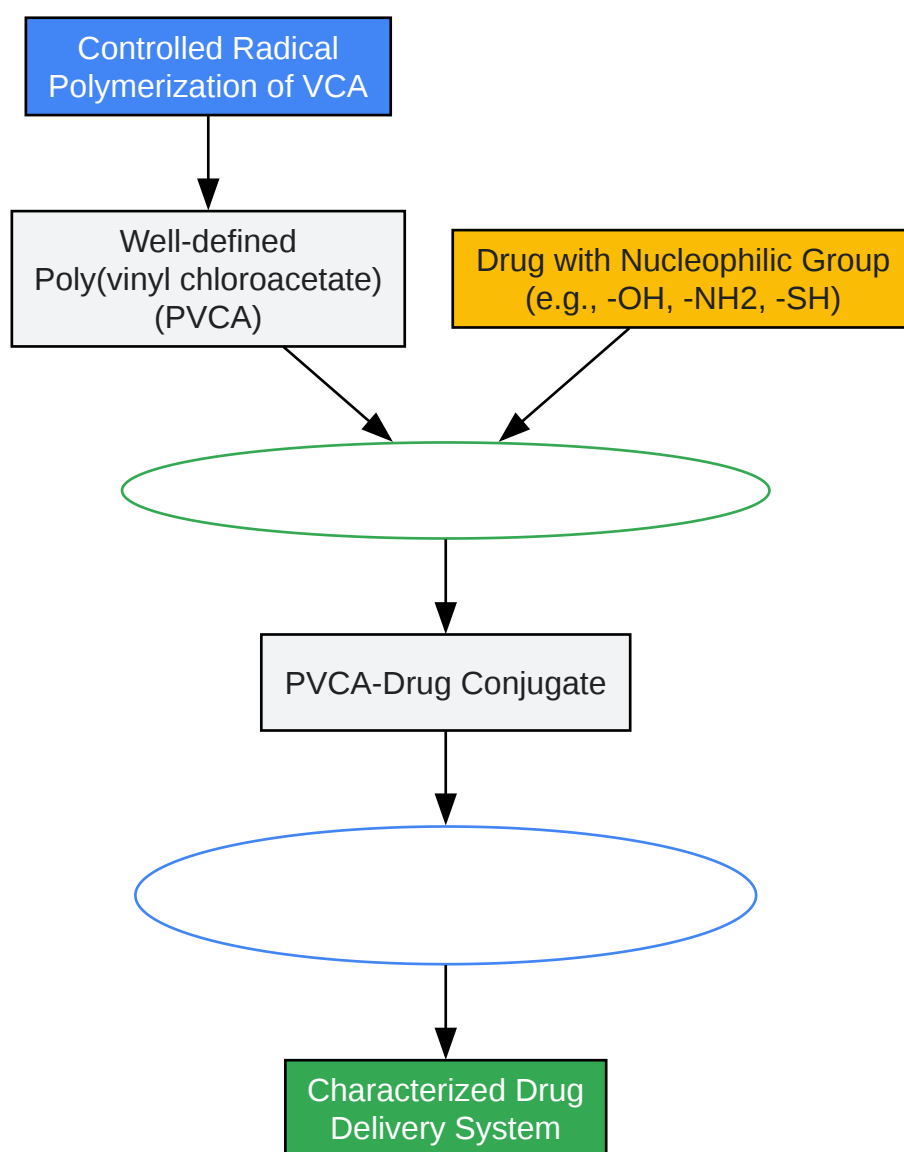 Controlled Radical
Polymerization of VCA
Well-defined
Poly(vinyl chloroacetate)
(PVCA)
Drug with Nucleophilic Group
(e.g., -OH, -NH2, -SH)
PVCA-Drug Conjugate
Characterized Drug
Delivery System